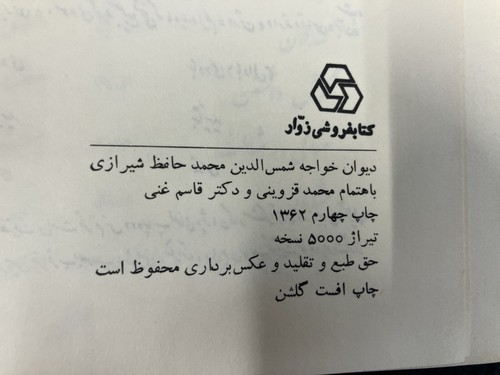 کتابفروشی زوّار
دیوان خواجه شمس‌الدین محمد حافظ شیرازی
باهتمام محمد قزوینی و دکتر قاسم غنی
چاپ چهارم ۱۳۶۲
تیراژ ۵۰۰۰ نسخه
حق طبع و تقلید و عکس‌برداری محفوظ است
چاپ افست گلشن